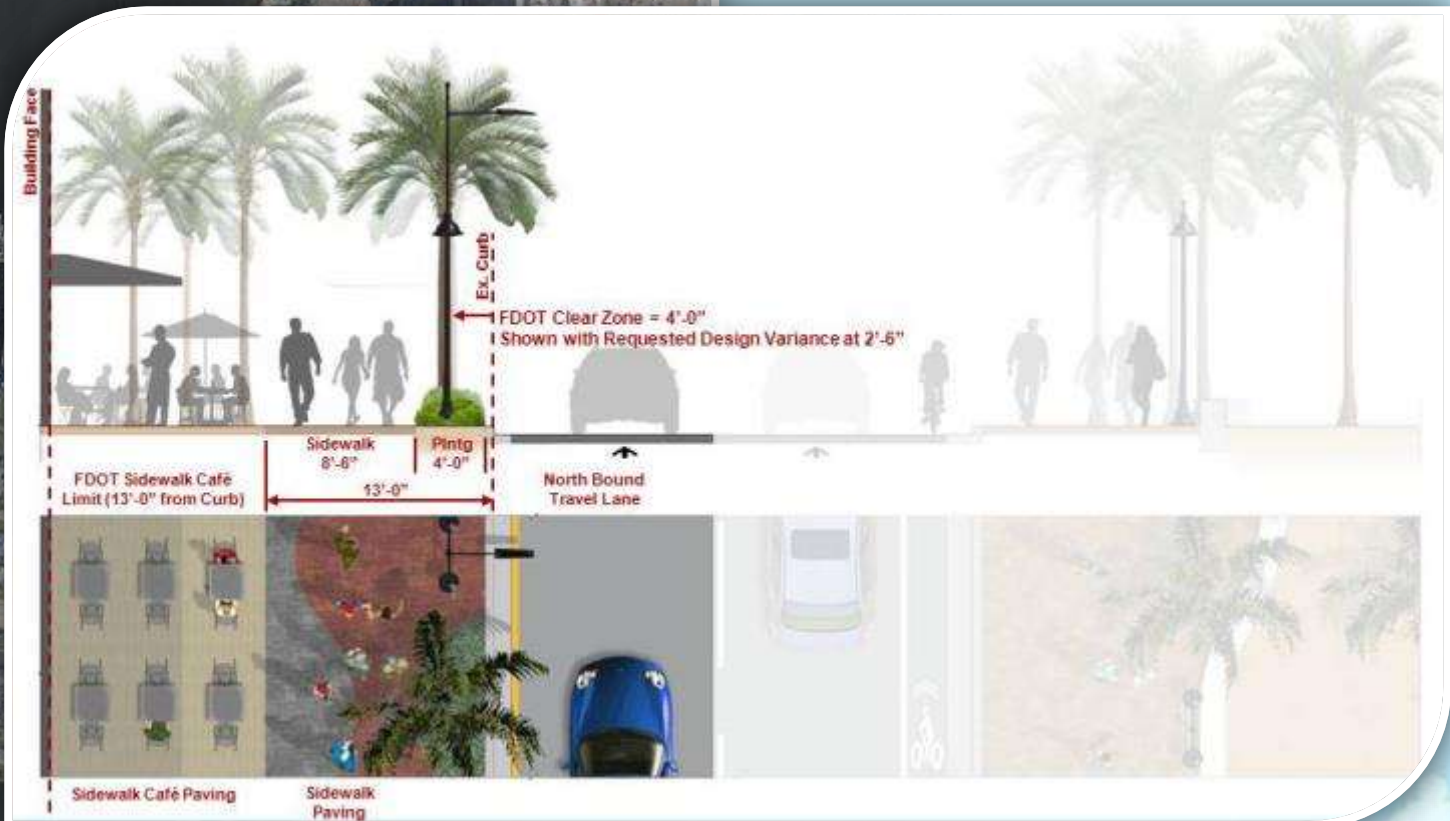 Building Face
Ex. Curb
FDOT Clear Zone = 4'-0"
Shown with Requested Design Variance at 2'-6"
Sidewalk
8'-6"
Plntg
4'-0"
FDOT Sidewalk Café
Limit (13'-0" from Curb)
13'-0"
North Bound
Travel Lane
Sidewalk Café Paving
Sidewalk
Paving